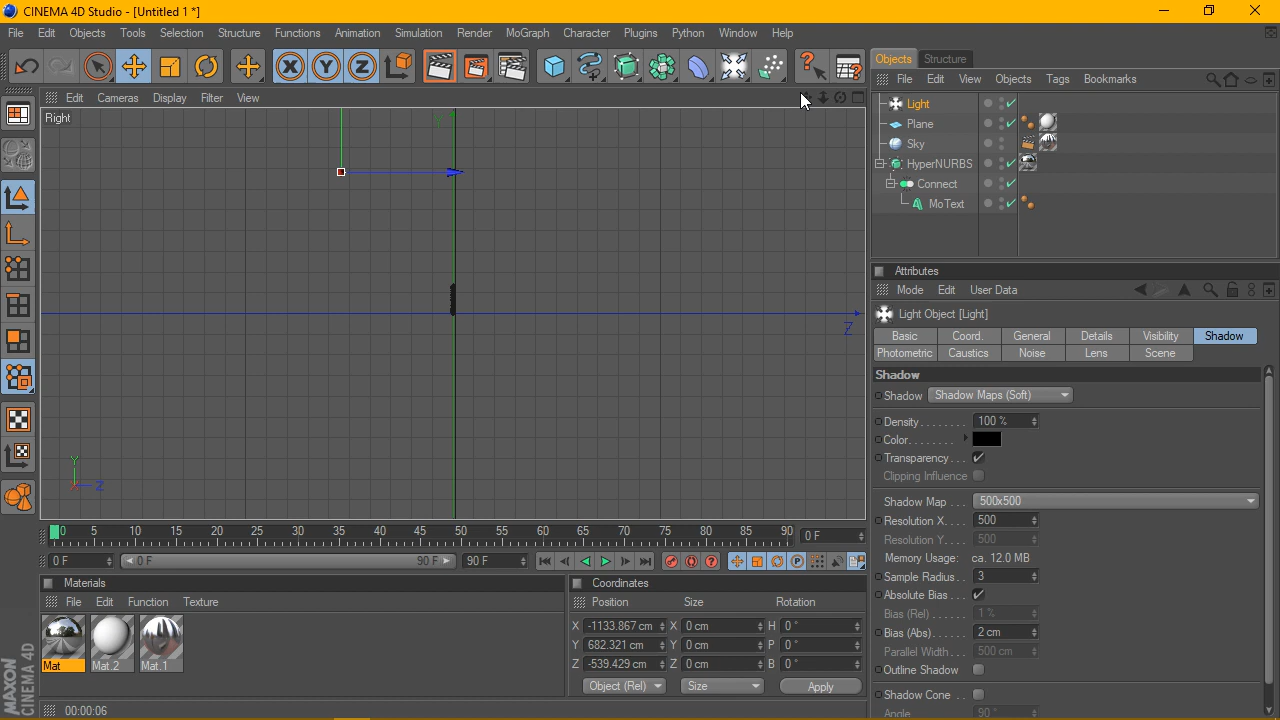 CINEMA 4D Studio - [Untitled 1 *]
File Edit Objects Tools Selection Structure Functions Animation Simulation Render MoGraph Character Plugins Python Window Help
Objects Structure
File Edit View Objects Tags Bookmarks
Edit Cameras Display Filter View
Right
Light
Plane
Sky
HyperNURBS
Connect
MoText
Attributes
Mode Edit User Data
Light Object [Light]
Basic Coord. General Details Visibility Shadow
Photometric Caustics Noise Lens Scene
Shadow
Shadow Shadow Maps (Soft)
Density........ 100 %
Color........
Transparency...
Clipping Influence
Shadow Map ... 500x500
Resolution X.... 500
Resolution Y.... 500
Memory Usage: ca. 12.0 MB
Sample Radius.. 3
Absolute Bias...
Bias (Rel)...... 1 %
Bias (Abs)...... 2 cm
Parallel Width... 500 cm
Outline Shadow
Shadow Cone ..
Angle 90 °
X Y Z
Y
Z
Y
Z
0 5 10 15 20 25 30 35 40 45 50 55 60 65 70 75 80 85 90 0 F
0 F 0 F 90 F 90 F
P
Materials
File Edit Function Texture
Mat Mat.2 Mat.1
Coordinates
Position Size Rotation
X -1133.867 cm X 0 cm H 0 °
Y 682.321 cm Y 0 cm P 0 °
Z -539.429 cm Z 0 cm B 0 °
Object (Rel) Size Apply
MAXON
CINEMA 4D
00:00:06